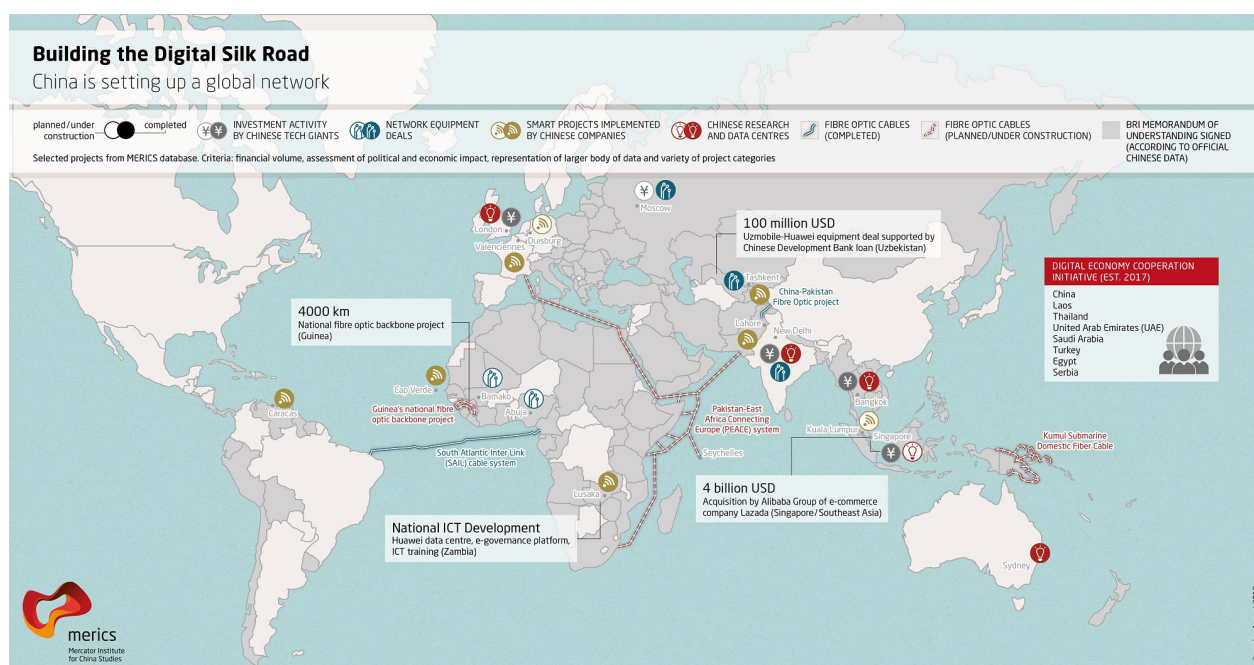 Building the Digital Silk Road
China is setting up a global network
planned/under
construction
completed
¥ ¥
INVESTMENT ACTIVITY
BY CHINESE TECH GIANTS
NETWORK EQUIPMENT
DEALS
SMART PROJECTS IMPLEMENTED
BY CHINESE COMPANIES
CHINESE RESEARCH
AND DATA CENTRES
FIBRE OPTIC CABLES
(COMPLETED)
FIBRE OPTIC CABLES
(PLANNED/UNDER CONSTRUCTION)
BRI MEMORANDUM OF
UNDERSTANDING SIGNED
(ACCORDING TO OFFICIAL
CHINESE DATA)
Selected projects from MERICS database. Criteria: financial volume, assessment of political and economic impact, representation of larger body of data and variety of project categories
¥
Moscow
¥
London
Duisburg
Valenciennes
100 million USD
Uzmobile-Huawei equipment deal supported by
Chinese Development Bank loan (Uzbekistan)
Tashkent
China-Pakistan
Fibre Optic project
Lahore
New Delhi
¥
DIGITAL ECONOMY COOPERATION
INITIATIVE (EST. 2017)
China
Laos
Thailand
United Arab Emirates (UAE)
Saudi Arabia
Turkey
Egypt
Serbia
4000 km
National fibre optic backbone project
(Guinea)
Cap Verde
Bamako
Abuja
Caracas
Guinea's national fibre
optic backbone project
South Atlantic Inter Link
(SAIL) cable system
Pakistan-East
Africa Connecting
Europe (PEACE) system
Seychelles
¥
Bangkok
Kuala Lumpur
Singapore
¥
Kumul Submarine
Domestic Fiber Cable
Lusaka
National ICT Development
Huawei data centre, e-governance platform,
ICT training (Zambia)
4 billion USD
Acquisition by Alibaba Group of e-commerce
company Lazada (Singapore/Southeast Asia)
Sydney
merics
Mercator Institute
for China Studies